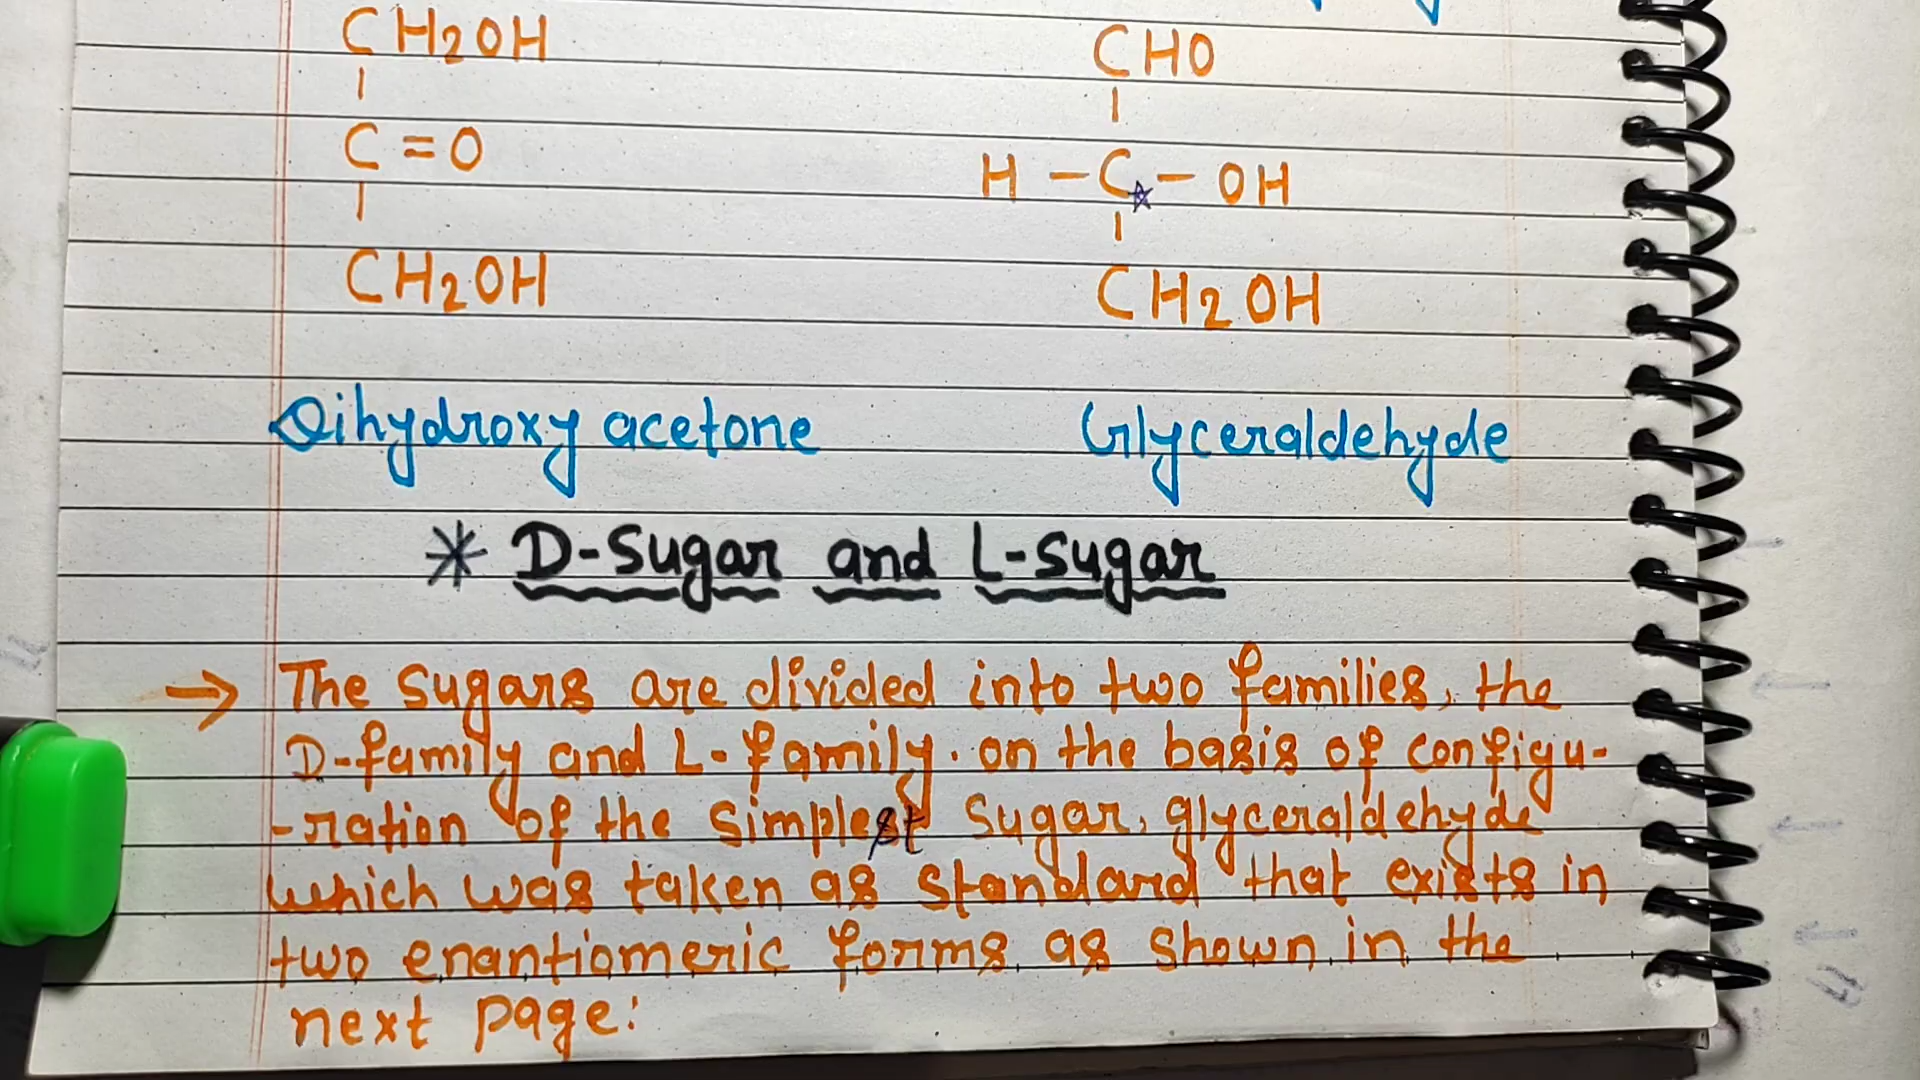 CH2OH CHO
C=O H-C*-OH
CH2OH CH2OH
Dihydroxy acetone Glyceraldehyde
* D-Sugar and L-Sugar
→ The sugars are divided into two families, the
D-family and L-family. on the basis of configu-
-ration of the simplest sugar, glyceraldehyde
which was taken as standard that exists in
two enantiomeric forms as shown in the
next page: